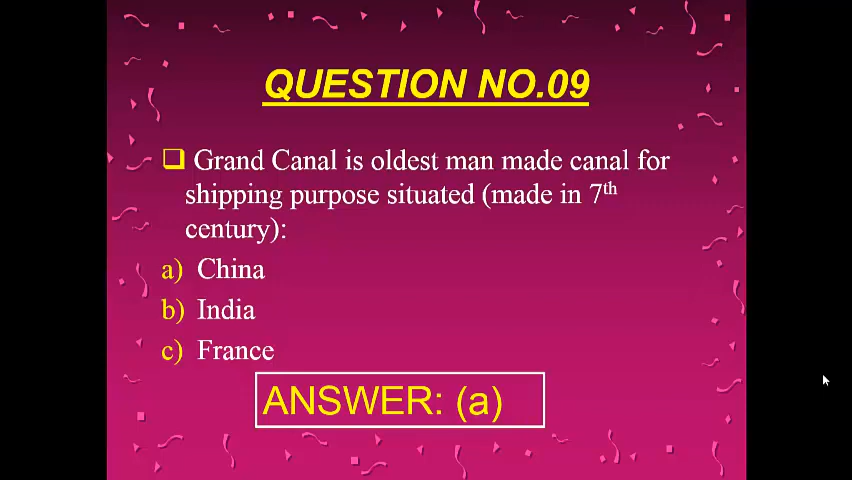 QUESTION NO.09
Grand Canal is oldest man made canal for
shipping purpose situated (made in 7th
century):
a) China
b) India
c) France
ANSWER: (a)